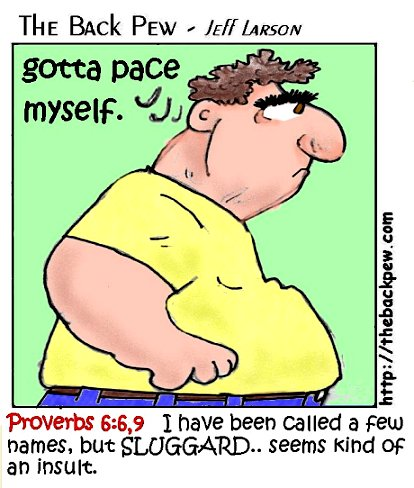 The Back Pew - Jeff Larson
gotta pace
myself.
http://thebackpew.com
Proverbs 6:6,9 I have been called a few
names, but SLUGGARD.. seems kind of
an insult.